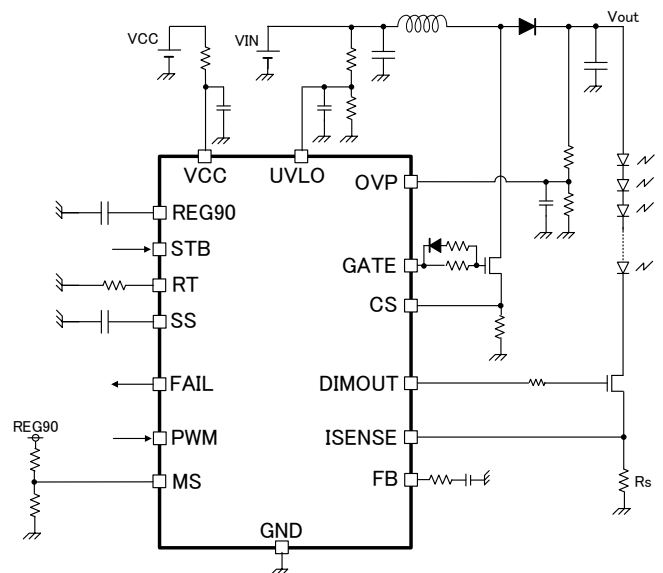 VCC
VIN
Vout
VCC
UVLO
OVP
REG90
STB
GATE
RT
CS
SS
FAIL
DIMOUT
REG90
PWM
ISENSE
MS
FB
Rs
GND